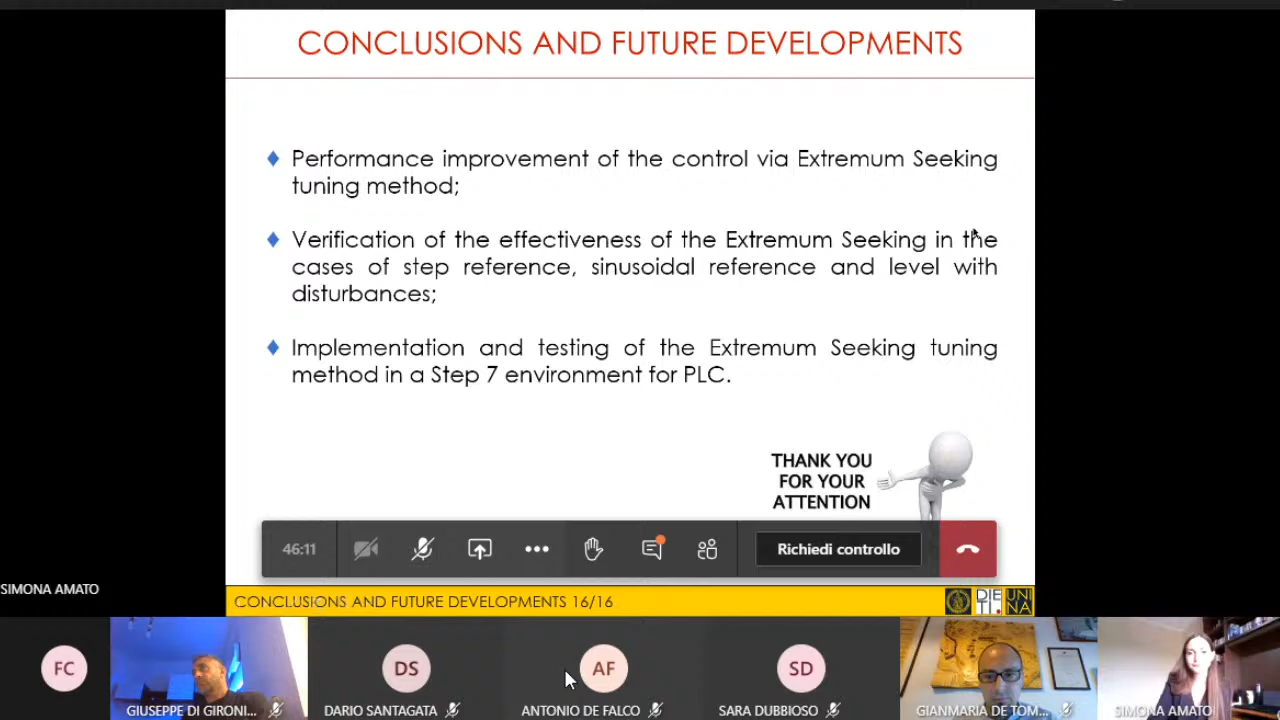 CONCLUSIONS AND FUTURE DEVELOPMENTS
Performance improvement of the control via Extremum Seeking
tuning method;
Verification of the effectiveness of the Extremum Seeking in the
cases of step reference, sinusoidal reference and level with
disturbances;
Implementation and testing of the Extremum Seeking tuning
method in a Step 7 environment for PLC.
THANK YOU
FOR YOUR
ATTENTION
46:11
Richiedi controllo
SIMONA AMATO
CONCLUSIONS AND FUTURE DEVELOPMENTS 16/16
DIE
TI.
UNI
NA
FC
DS
AF
SD
GIUSEPPE DI GIRONI...
DARIO SANTAGATA
ANTONIO DE FALCO
SARA DUBBIOSO
GIANMARIA DE TOM...
SIMONA AMATO